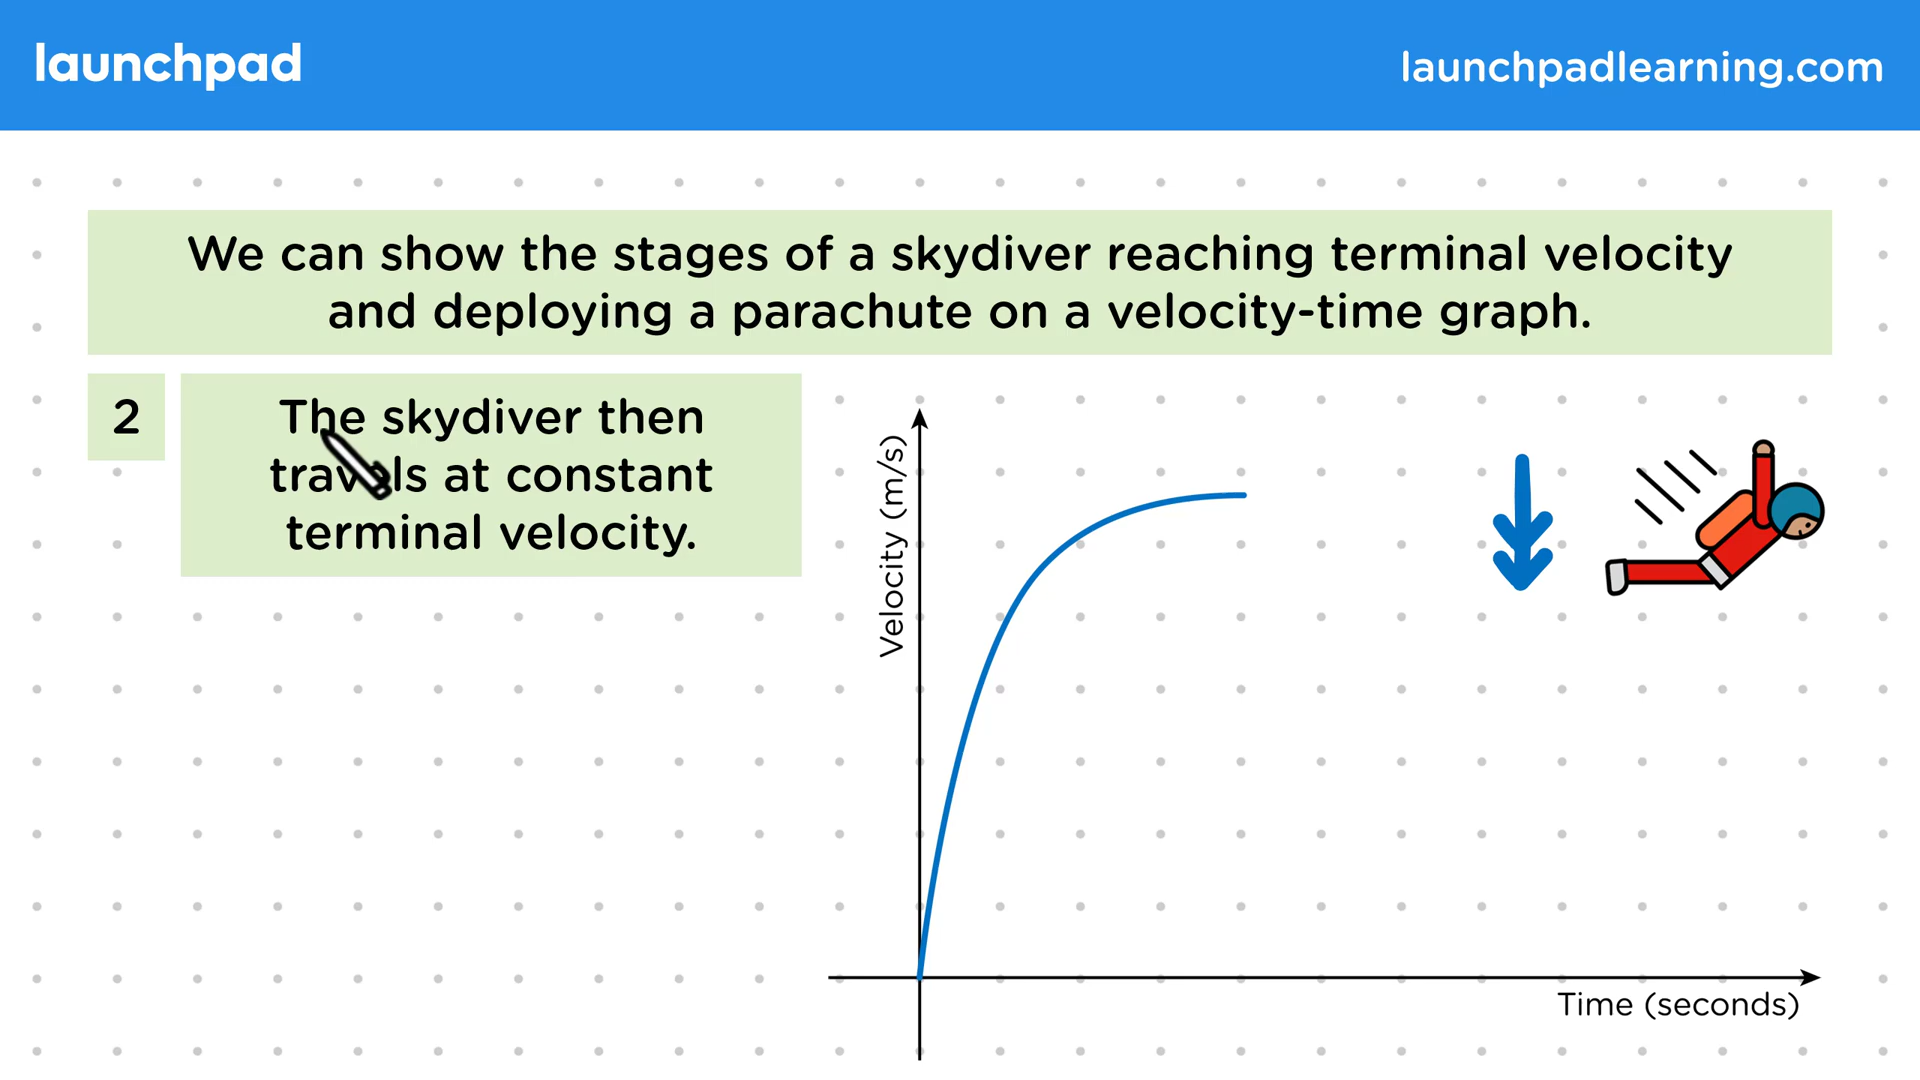 launchpad
launchpadlearning.com
We can show the stages of a skydiver reaching terminal velocity
and deploying a parachute on a velocity-time graph.
2
The skydiver then
travels at constant
terminal velocity.
Velocity (m/s)
Time (seconds)